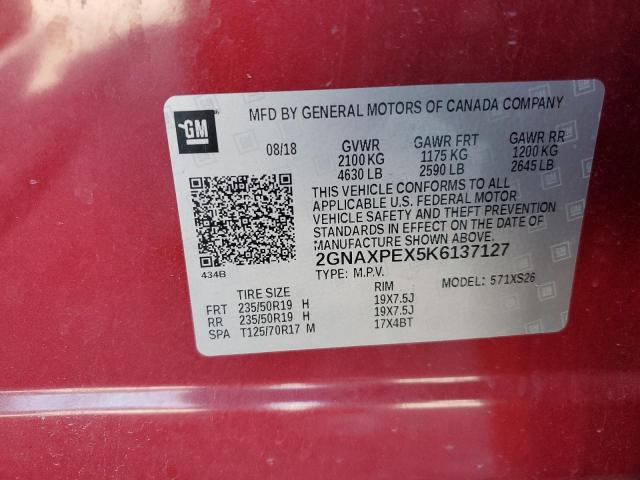 MFD BY GENERAL MOTORS OF CANADA COMPANY
GM
08/18 GVWR GAWR FRT GAWR RR
2100 KG 1175 KG 1200 KG
4630 LB 2590 LB 2645 LB
THIS VEHICLE CONFORMS TO ALL
APPLICABLE U.S. FEDERAL MOTOR
VEHICLE SAFETY AND THEFT PREVENTION
STANDARDS IN EFFECT ON THE DATE OF
MANUFACTURE SHOWN ABOVE.
434B
2GNAXPEX5K6137127
TYPE: M.P.V. MODEL: 571XS26
TIRE SIZE RIM
FRT 235/50R19 H 19X7.5J
RR 235/50R19 H 19X7.5J
SPA T125/70R17 M 17X4BT